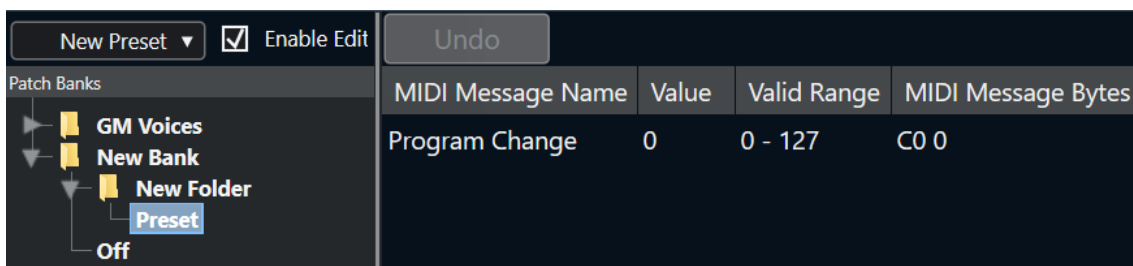 New Preset ▼ Enable Edit Undo
Patch Banks
MIDI Message Name Value Valid Range MIDI Message Bytes
GM Voices
Program Change 0 0 - 127 C0 0
New Bank
New Folder
Preset
Off